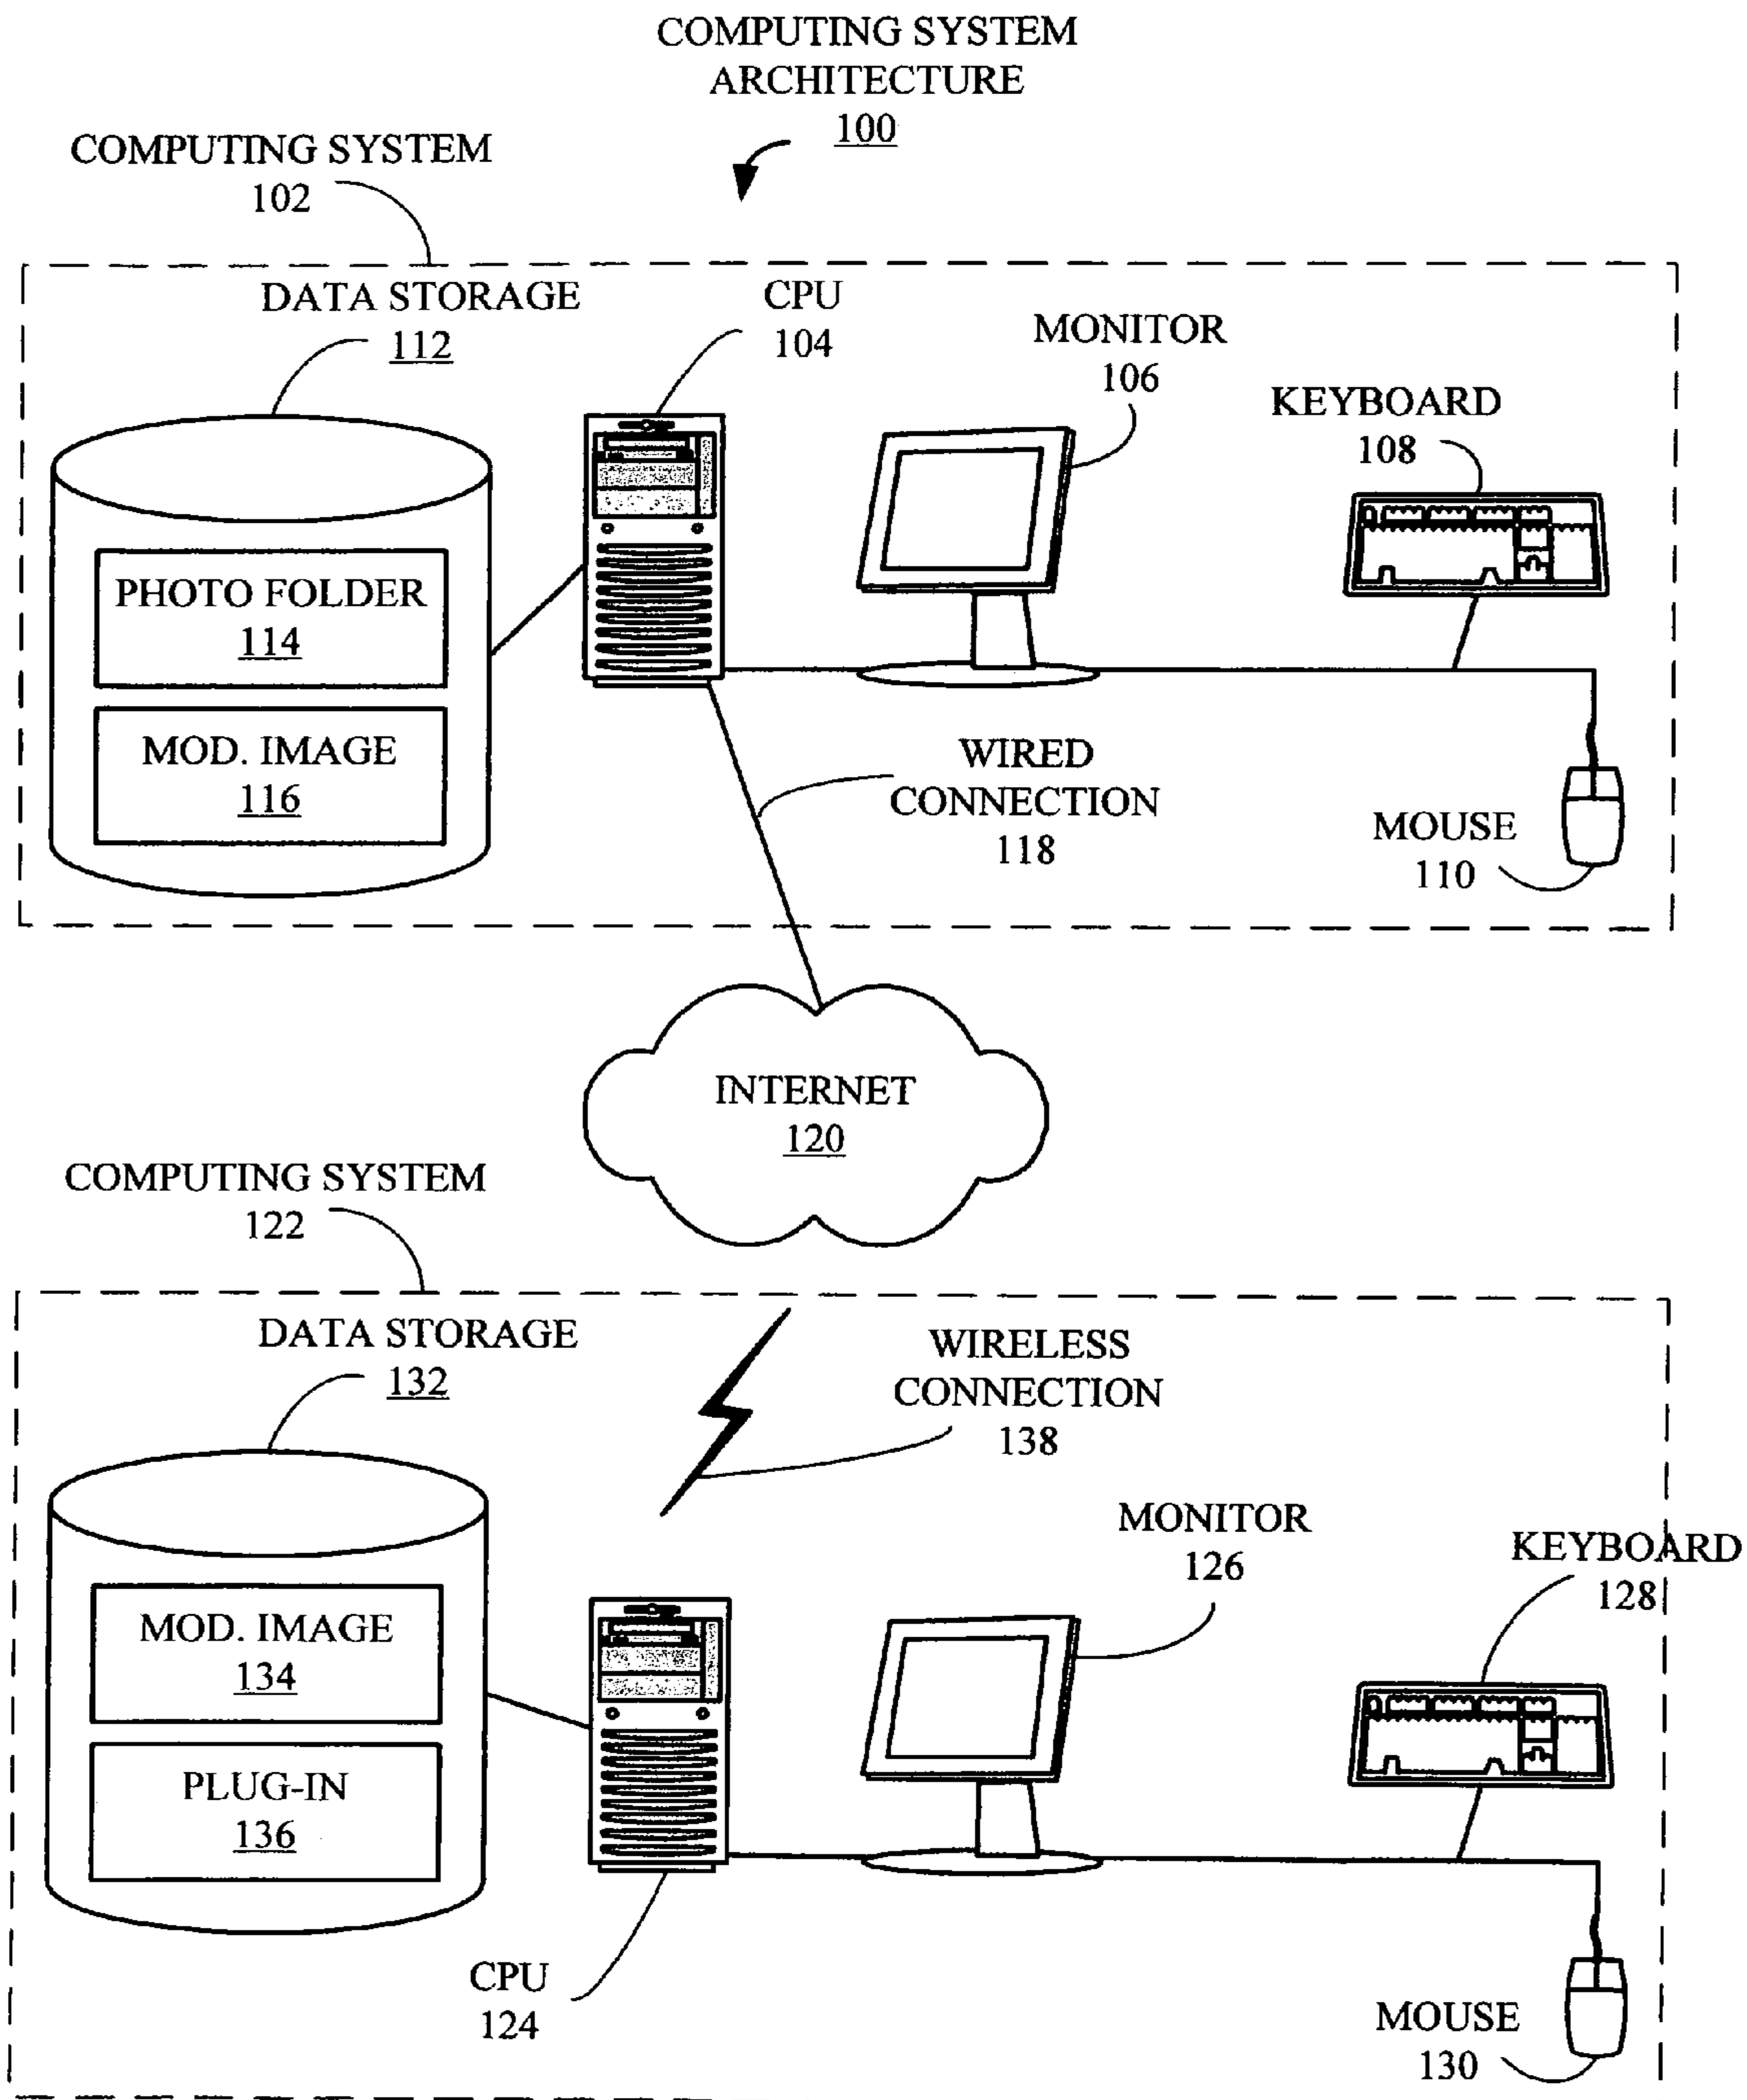 COMPUTING SYSTEM
ARCHITECTURE
100
COMPUTING SYSTEM
102
DATA STORAGE
112
CPU
104
MONITOR
106
KEYBOARD
108
PHOTO FOLDER
114
MOD. IMAGE
116
WIRED
CONNECTION
118
MOUSE
110
INTERNET
120
COMPUTING SYSTEM
122
DATA STORAGE
132
WIRELESS
CONNECTION
138
MONITOR
126
KEYBOARD
128
MOD. IMAGE
134
PLUG-IN
136
CPU
124
MOUSE
130